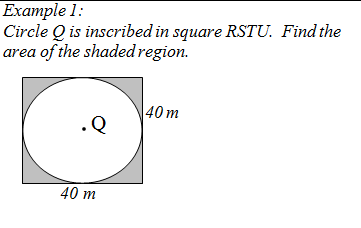 Example 1:
Circle Q is inscribed in square RSTU. Find the
area of the shaded region.
40 m
Q
40 m